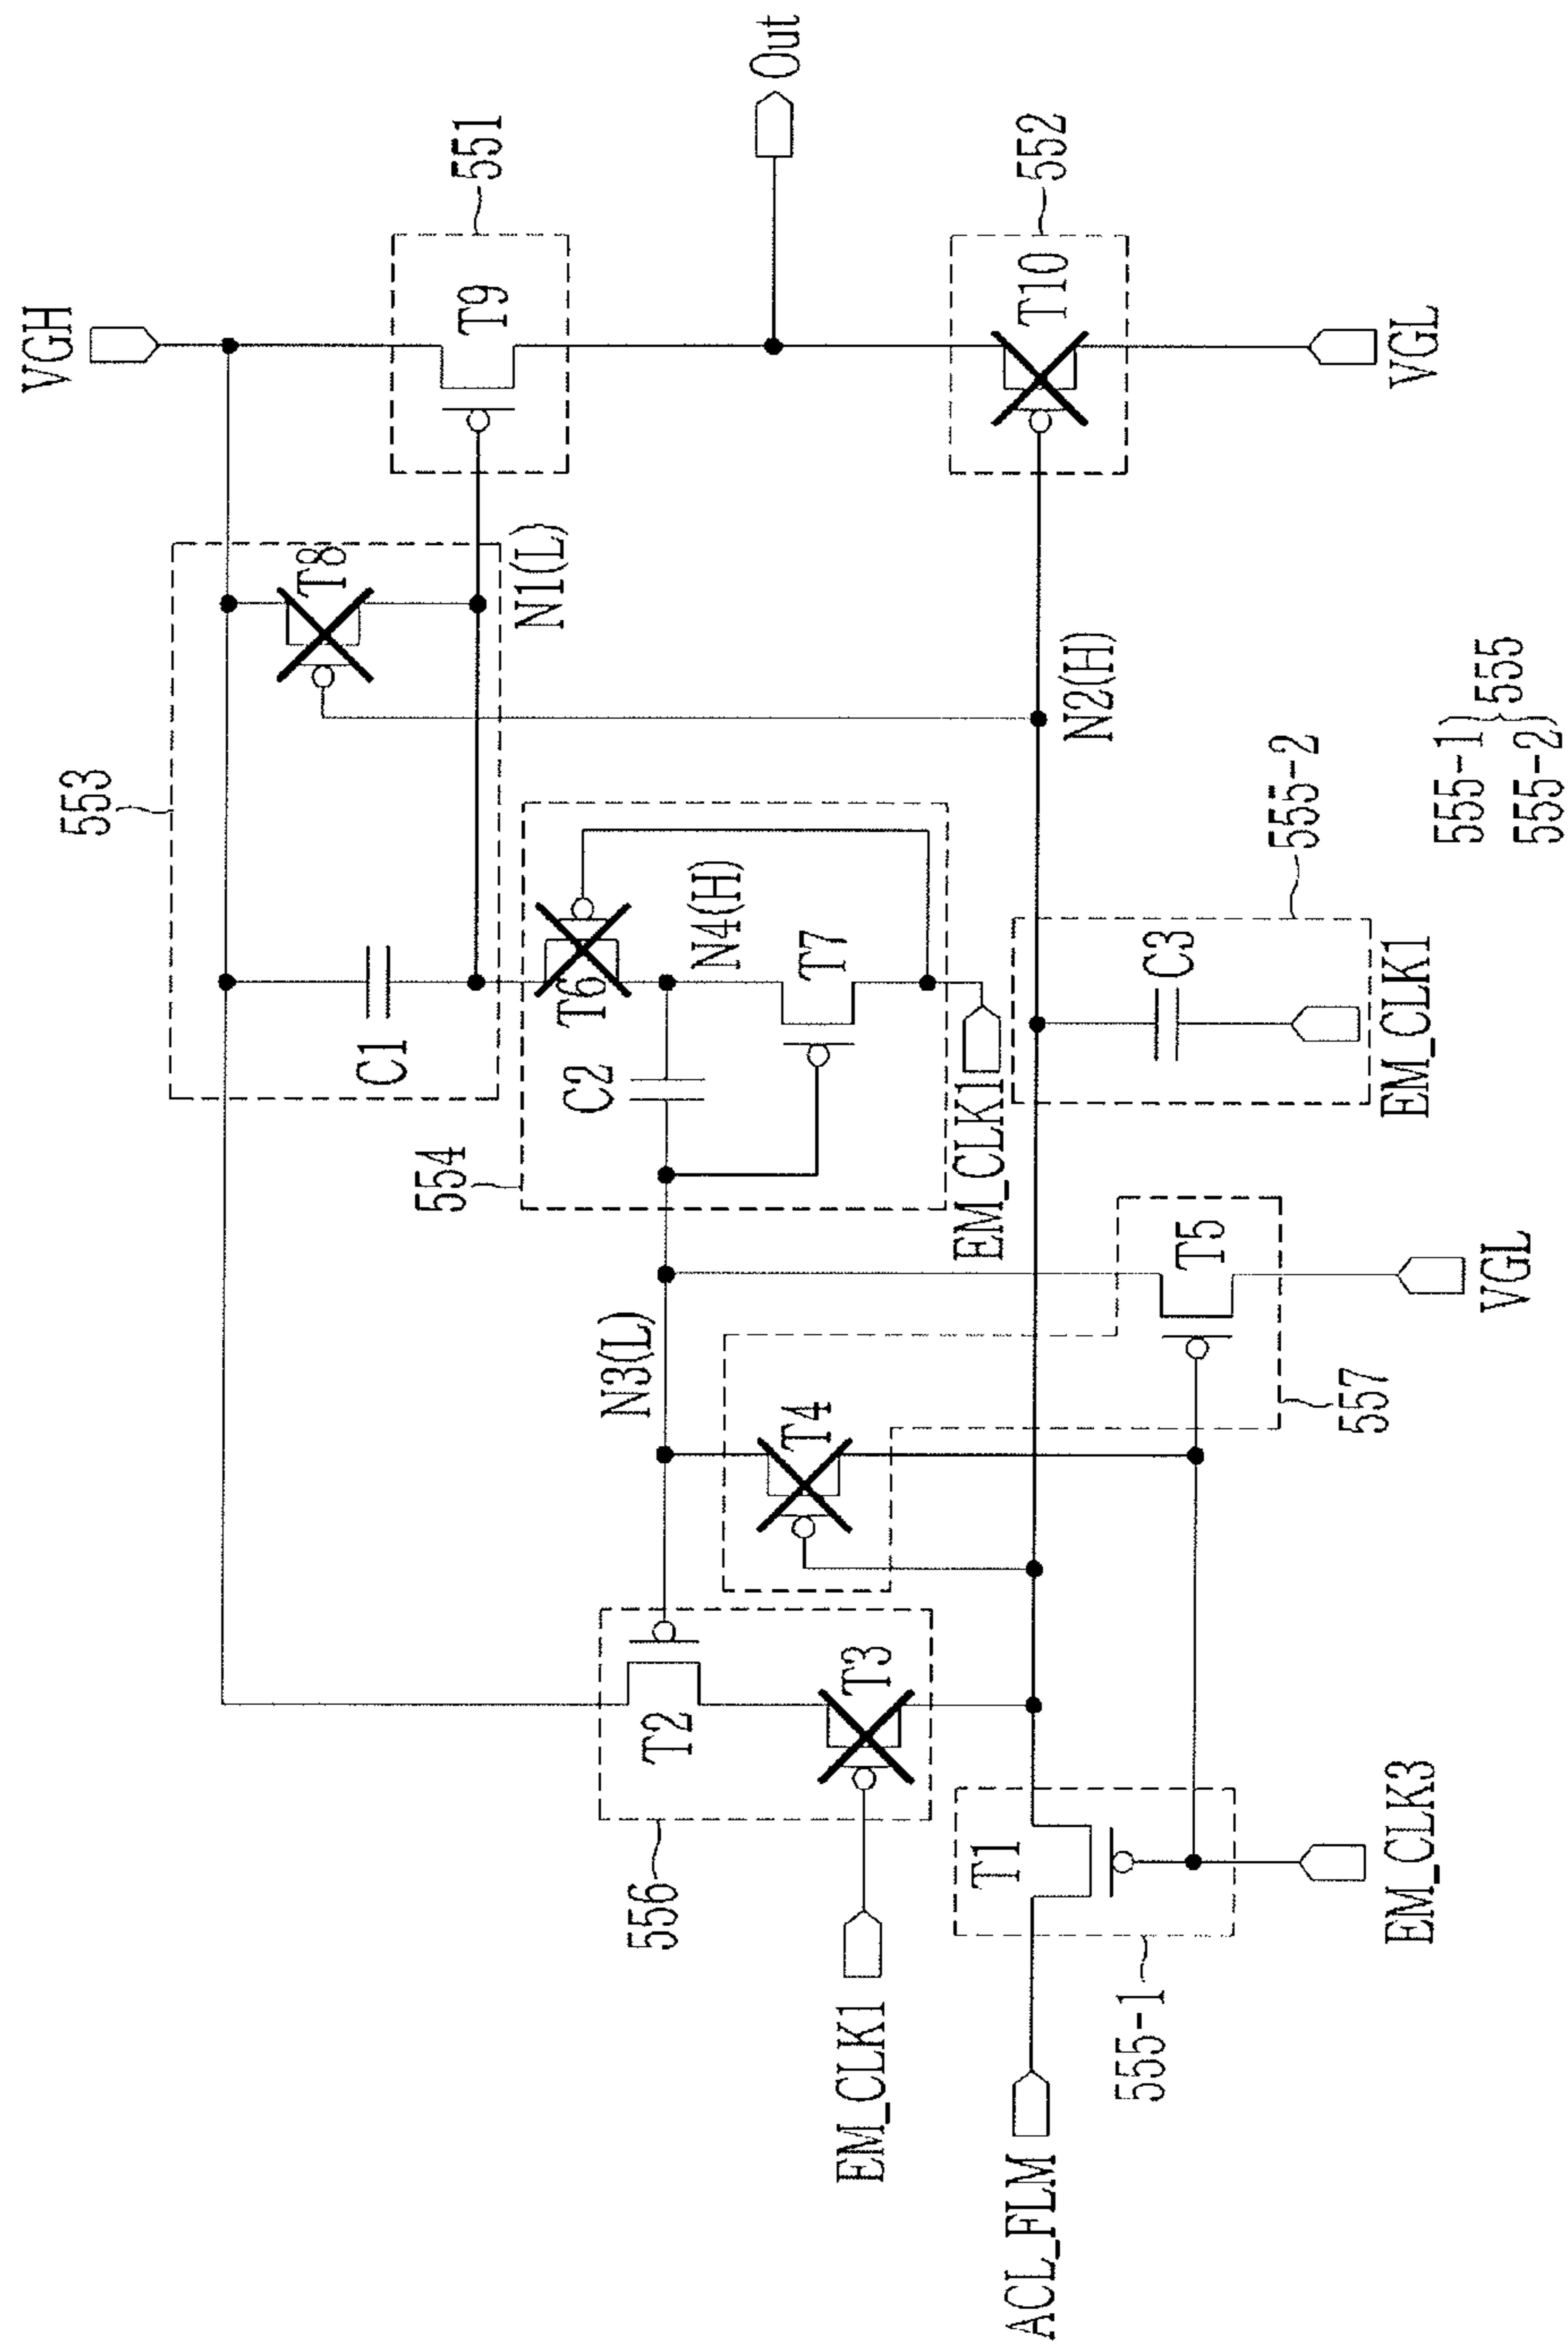 VGH
551
T9
Out
553
T8
N1(L)
C1
552
T10
VGL
N2(H)
554
T6
N4(H)
C2
T7
EM_CLK1
555-2
C3
EM_CLK1
555-1 } 555
555-2
N3(L)
T4
T5
557
VGL
556
T2
T3
EM_CLK1
T1
555-1
EM_CLK3
ACL_FLM